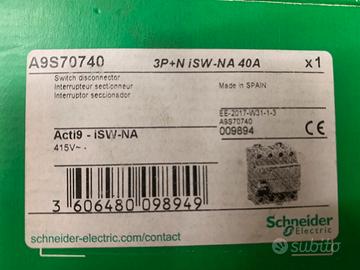 A9S70740 3P+N iSW-NA 40A x1
Switch disconnector
Interrupteur sectionneur
Interruptor seccionador
Made in SPAIN
EE-2017-W31-1-3
A9S70740
009894
Acti9 - iSW-NA
415V~
3 606480 098949
CE
Schneider
Electric
schneider-electric.com/contact
subito